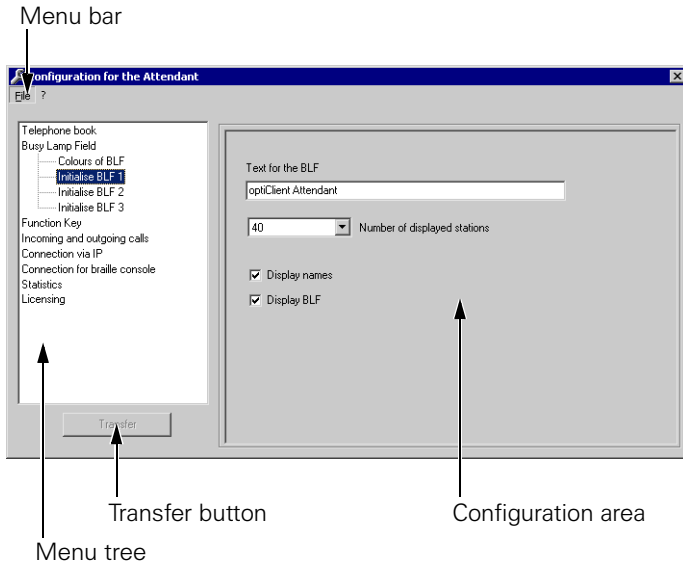 Menu bar
Configuration for the Attendant
File ?
Telephone book
Busy Lamp Field
Colours of BLF
Initialise BLF 1
Initialise BLF 2
Initialise BLF 3
Function Key
Incoming and outgoing calls
Connection via IP
Connection for braille console
Statistics
Licensing
Transfer
Text for the BLF
optiClient Attendant
40 Number of displayed stations
Display names
Display BLF
Transfer button
Configuration area
Menu tree